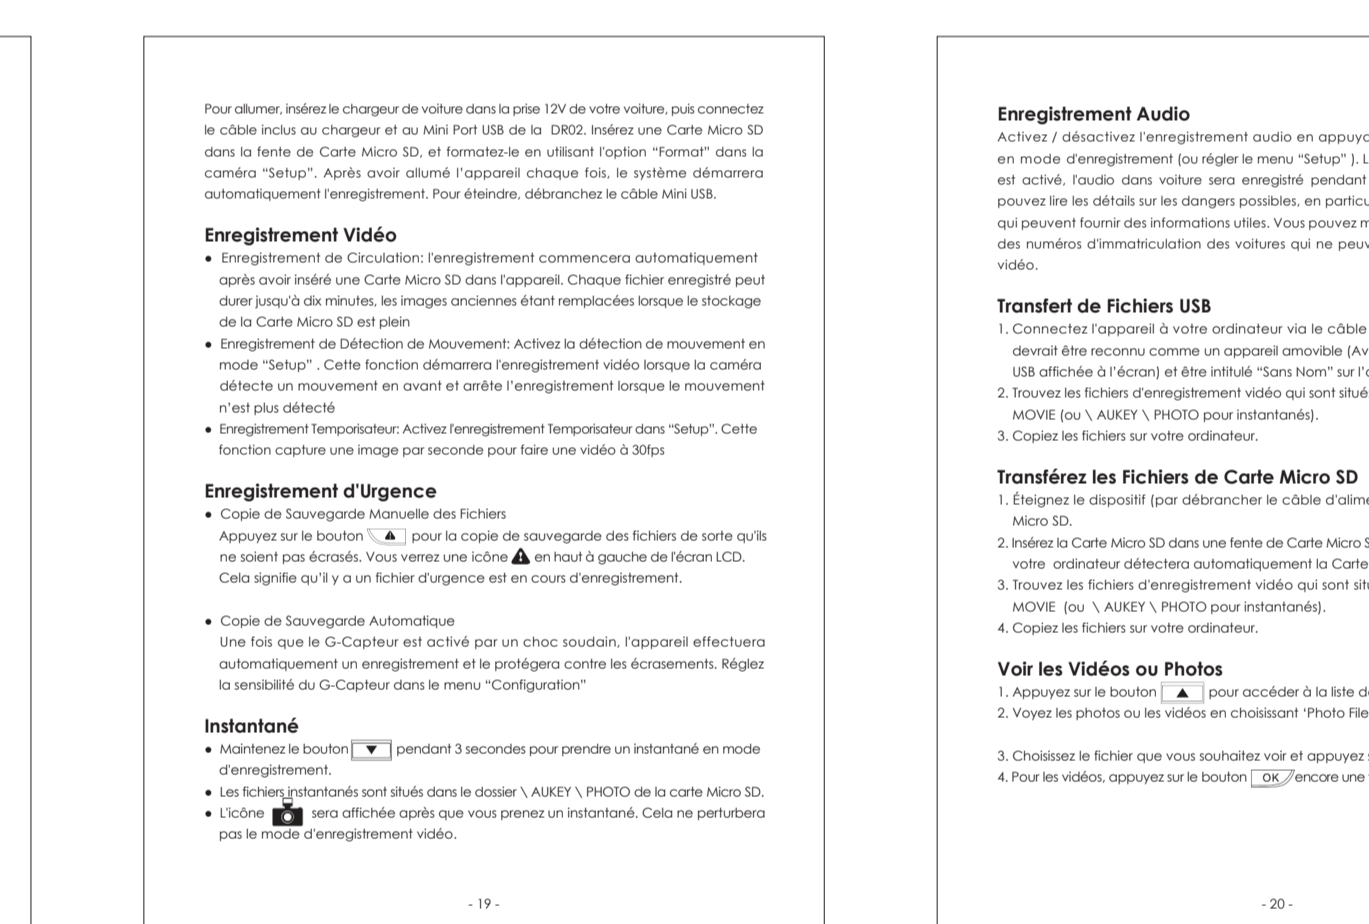 Pour allumer, insérez le chargeur de voiture dans la prise 12V de votre voiture, puis connectez
le câble inclus au chargeur et au Mini Port USB de la DR02. Insérez une Carte Micro SD
dans la fente de Carte Micro SD, et formatez-le en utilisant l'option “Format” dans la
caméra “Setup”. Après avoir allumé l’appareil chaque fois, le système démarrera
automatiquement l'enregistrement. Pour éteindre, débranchez le câble Mini USB.
Enregistrement Vidéo
● Enregistrement de Circulation: l'enregistrement commencera automatiquement
après avoir inséré une Carte Micro SD dans l'appareil. Chaque fichier enregistré peut
durer jusqu'à dix minutes, les images anciennes étant remplacées lorsque le stockage
de la Carte Micro SD est plein
● Enregistrement de Détection de Mouvement: Activez la détection de mouvement en
mode “Setup” . Cette fonction démarrera l'enregistrement vidéo lorsque la caméra
détecte un mouvement en avant et arrête l’enregistrement lorsque le mouvement
n’est plus détecté
● Enregistrement Temporisateur: Activez l'enregistrement Temporisateur dans “Setup”. Cette
fonction capture une image par seconde pour faire une vidéo à 30fps
Enregistrement d'Urgence
● Copie de Sauvegarde Manuelle des Fichiers
Appuyez sur le bouton pour la copie de sauvegarde des fichiers de sorte qu'ils
ne soient pas écrasés. Vous verrez une icône en haut à gauche de l'écran LCD.
Cela signifie qu’il y a un fichier d'urgence est en cours d'enregistrement.
● Copie de Sauvegarde Automatique
Une fois que le G-Capteur est activé par un choc soudain, l'appareil effectuera
automatiquement un enregistrement et le protégera contre les écrasements. Réglez
la sensibilité du G-Capteur dans le menu “Configuration”
Instantané
● Maintenez le bouton ▼ pendant 3 secondes pour prendre un instantané en mode
d'enregistrement.
● Les fichiers instantanés sont situés dans le dossier \ AUKEY \ PHOTO de la carte Micro SD.
● L'icône sera affichée après que vous prenez un instantané. Cela ne perturbera
pas le mode d'enregistrement vidéo.
- 19 -
Enregistrement Audio
Activez / désactivez l'enregistrement audio en
en mode d'enregistrement (ou régler le menu “Setup” ). L
est activé, l'audio dans voiture sera enregistré pendant
pouvez lire les détails sur les dangers possibles, en
qui peuvent fournir des informations utiles. Vous pouvez m
des numéros d'immatriculation des voitures qui ne
vidéo.
Transfert de Fichiers USB
1. Connectez l'appareil à votre ordinateur via le câble
devrait être reconnu comme un appareil amovible (Av
USB affichée à l’écran) et être intitulé “Sans Nom” sur l’
2. Trouvez les fichiers d'enregistrement vidéo qui sont
MOVIE (ou \ AUKEY \ PHOTO pour instantanés).
3. Copiez les fichiers sur votre ordinateur.
Transférez les Fichiers de Carte Micro SD
1. Éteignez le dispositif (par débrancher le câble
Micro SD.
2. Insérez la Carte Micro SD dans une fente de Carte Micro S
votre ordinateur détectera automatiquement la Carte
3. Trouvez les fichiers d'enregistrement vidéo qui sont
MOVIE (ou \ AUKEY \ PHOTO pour instantanés).
4. Copiez les fichiers sur votre ordinateur.
Voir les Vidéos ou Photos
1. Appuyez sur le bouton ▲ pour accéder à la liste
2. Voyez les photos ou les vidéos en choisissant ‘Photo File
3. Choisissez le fichier que vous souhaitez voir et appuyez
4. Pour les vidéos, appuyez sur le bouton OK encore une
- 20 -